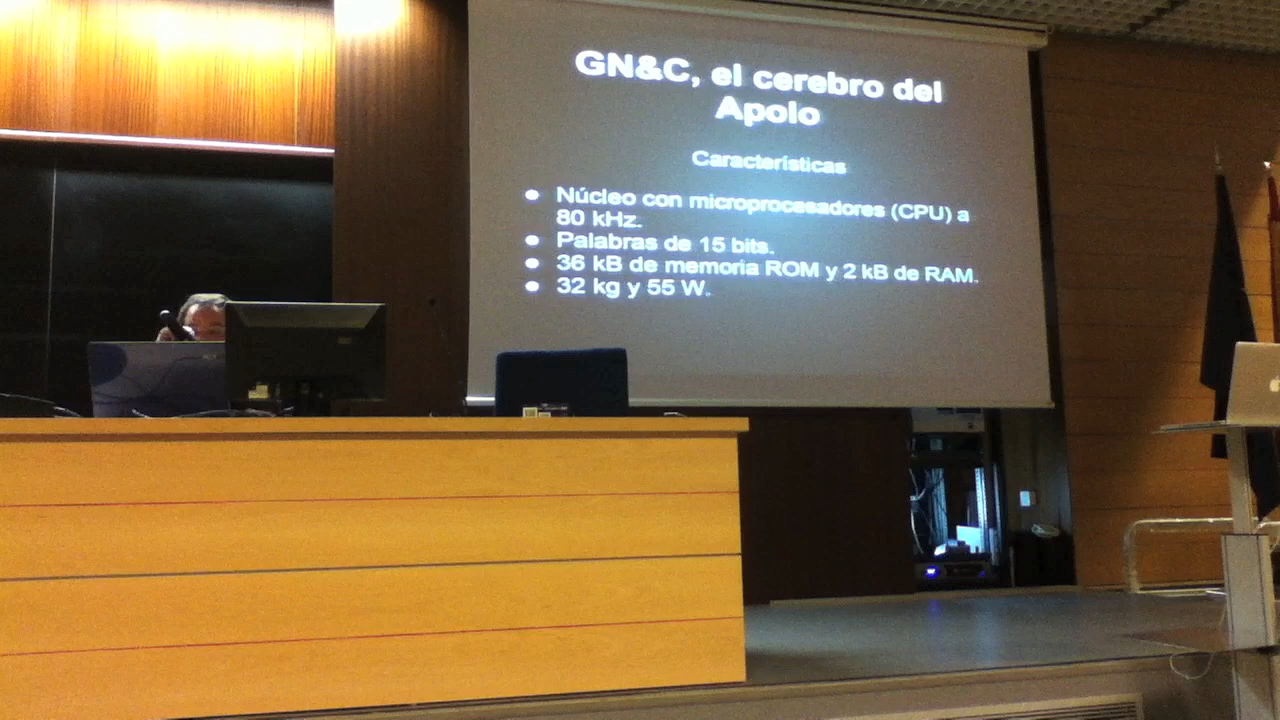 GN&C, el cerebro del
Apolo
Características
● Núcleo con microprocesadores (CPU) a
80 kHz.
● Palabras de 15 bits.
● 36 kB de memoria ROM y 2 kB de RAM.
● 32 kg y 55 W.